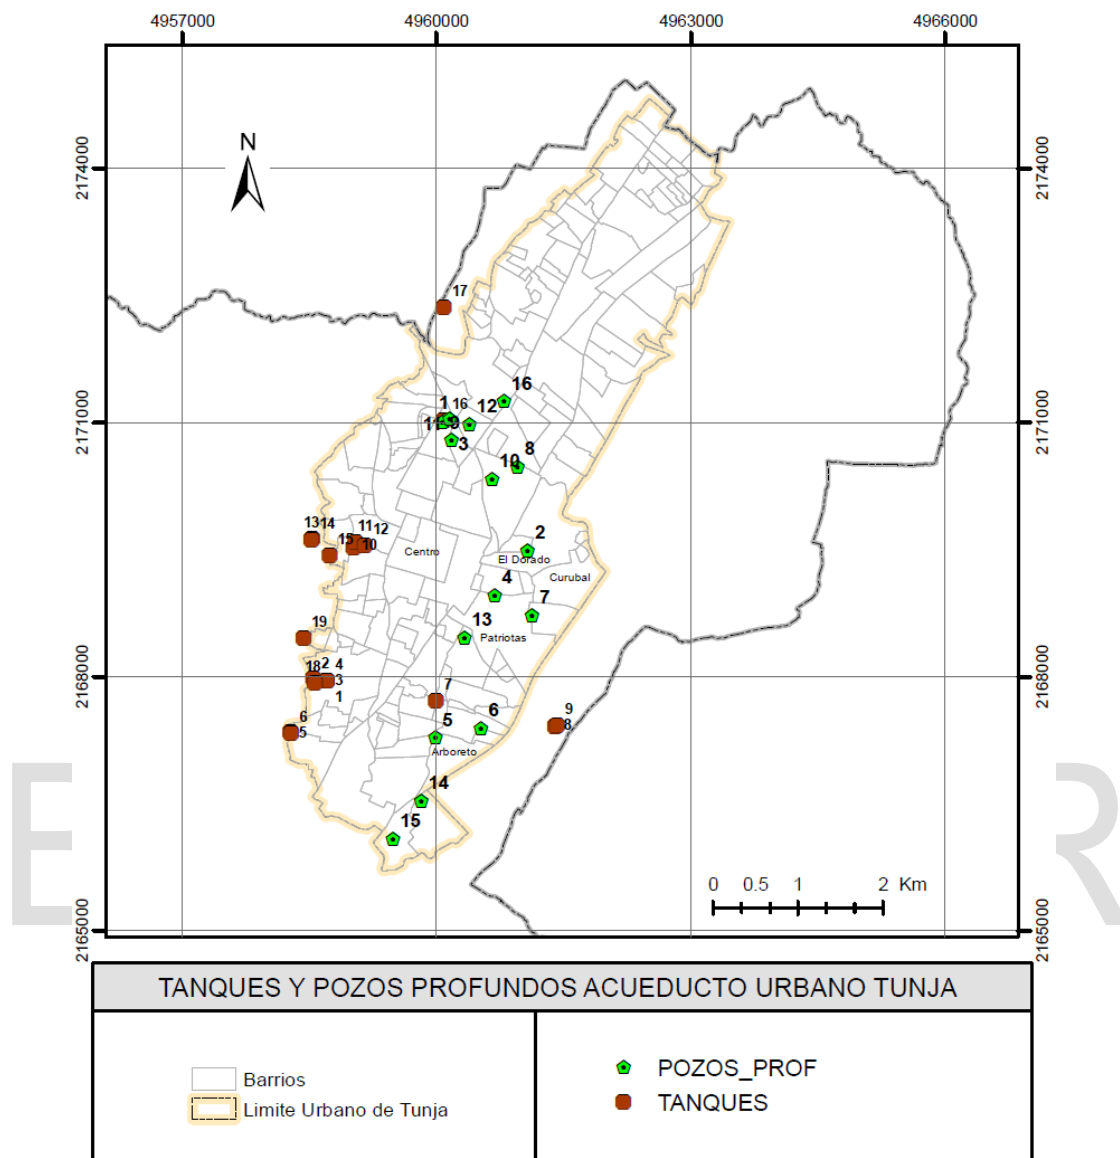 4957000 4960000 4963000 4966000
N
2174000 2174000
17
16
1 16 12
11 9
2171000 2171000
3
8
10
13 14 11 12
15 10
2
Centro
El Dorado
Curubal
4
7
13
19
Patriotas
18 2 4
3
2168000 2168000
1
7
9
8
6
5
5 6
Arboreto
14
15
0 0.5 1 2 Km
2165000 2165000
E R
TANQUES Y POZOS PROFUNDOS ACUEDUCTO URBANO TUNJA
Barrios
Limite Urbano de Tunja
POZOS_PROF
TANQUES